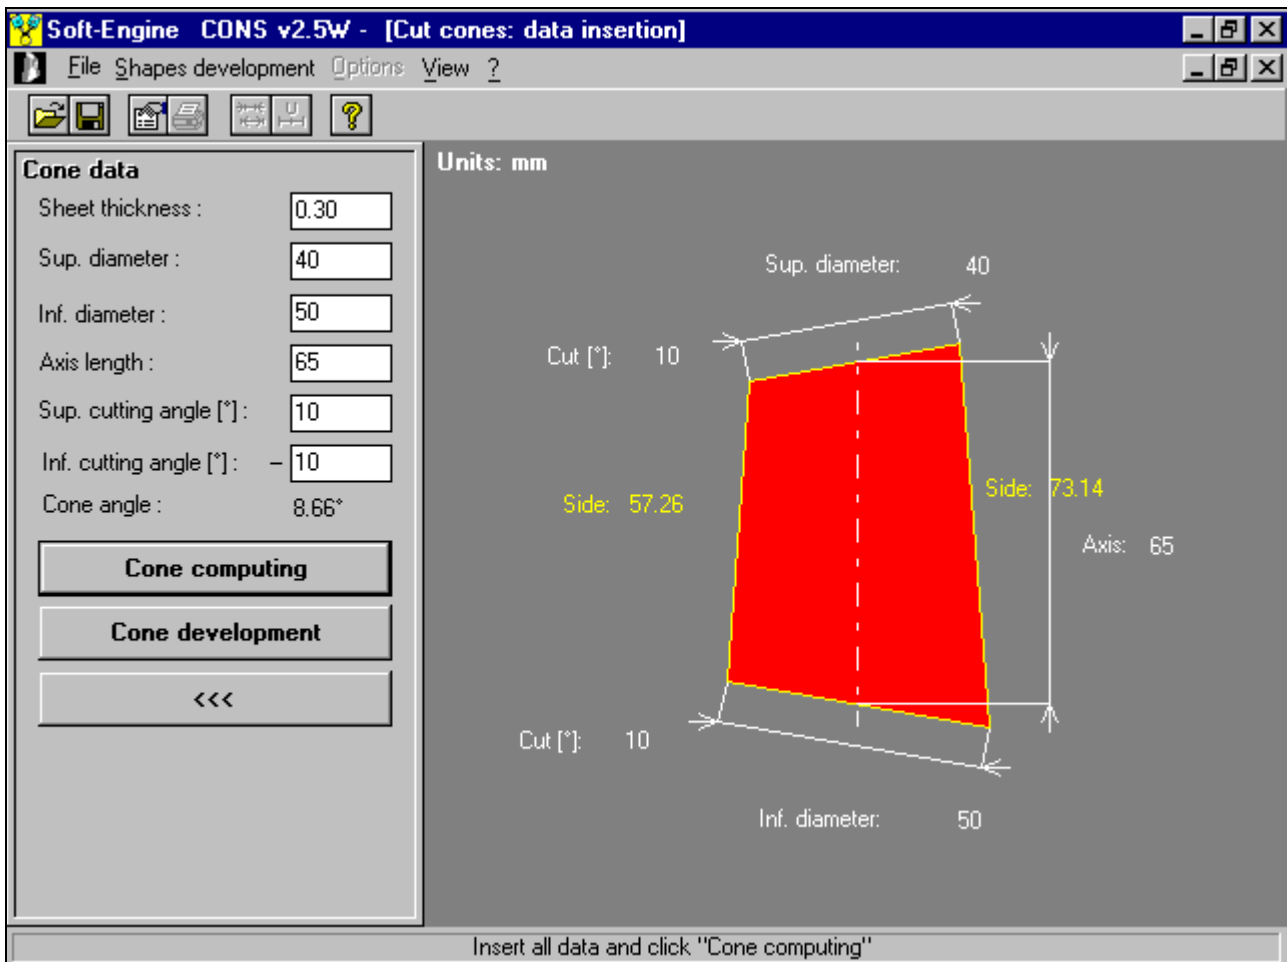 Soft-Engine CONS v2.5W - [Cut cones: data insertion]
File Shapes development Options View ?
Cone data
Sheet thickness : 0.30
Sup. diameter : 40
Inf. diameter : 50
Axis length : 65
Sup. cutting angle [°] : 10
Inf. cutting angle [°] : – 10
Cone angle : 8.66°
Cone computing
Cone development
<<<
Units: mm
Sup. diameter: 40
Cut [°]: 10
Side: 57.26
Side: 73.14
Axis: 65
Cut [°]: 10
Inf. diameter: 50
Insert all data and click "Cone computing"